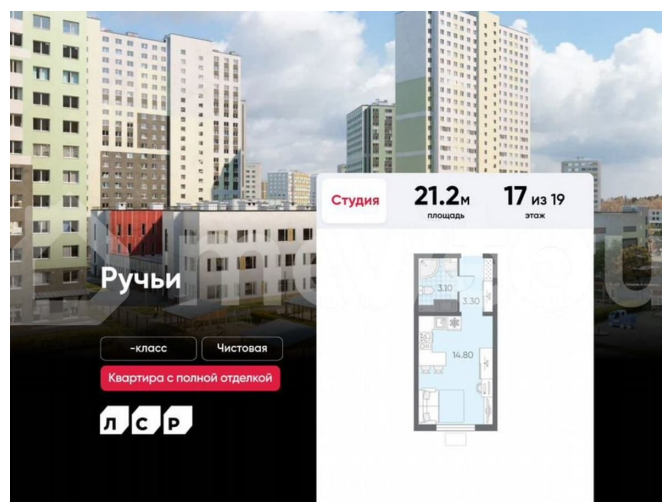 Студия
21.2м
площадь
17 из 19
этаж
Ручьи
-класс
Чистовая
Квартира с полной отделкой
ЛСР
3.10
3.30
14.80